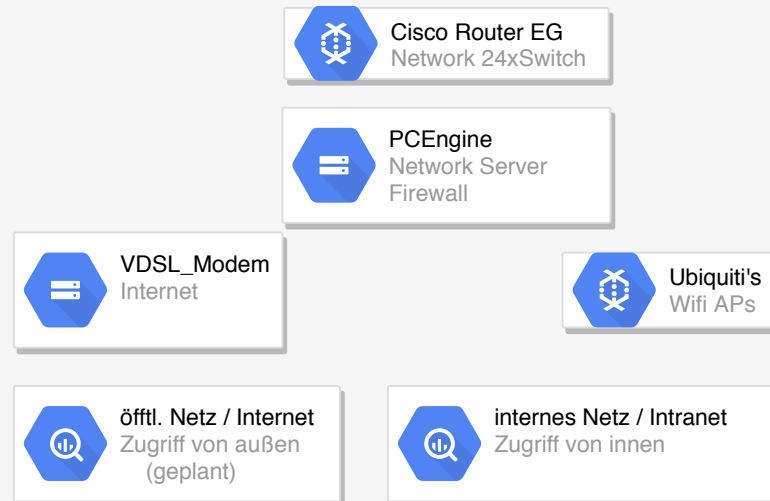 Cisco Router EG
Network 24xSwitch
PCEngine
Network Server
Firewall
VDSL_Modem
Internet
Ubiquiti's
Wifi APs
öfftl. Netz / Internet
Zugriff von außen
(geplant)
internes Netz / Intranet
Zugriff von innen